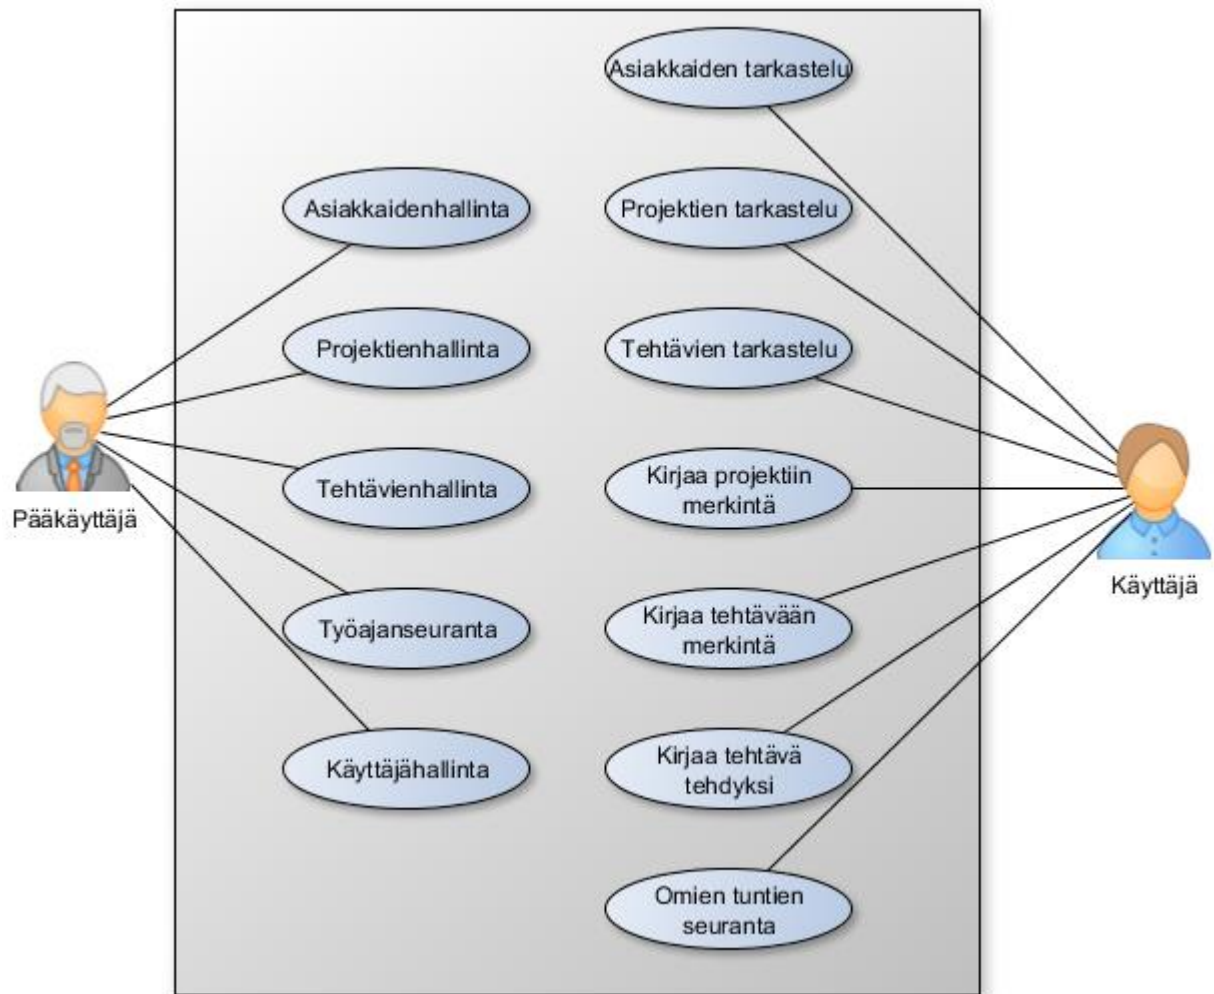 Asiakkaiden tarkastelu
Asiakkaidenhallinta
Projektien tarkastelu
Projektienhallinta
Tehtävien tarkastelu
Tehtävienhallinta
Kirjaa projektiin
merkintä
Pääkäyttäjä
Käyttäjä
Työajanseuranta
Kirjaa tehtävään
merkintä
Käyttäjähallinta
Kirjaa tehtävä
tehdyksi
Omien tuntien
seuranta